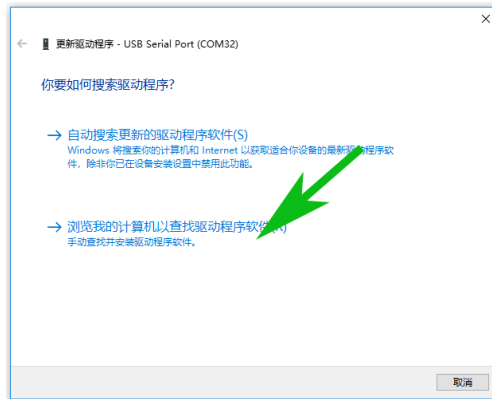 更新驱动程序 - USB Serial Port (COM32)
你要如何搜索驱动程序?
自动搜索更新的驱动程序软件(S)
Windows 将搜索你的计算机和 Internet 以获取适合你设备的最新驱动程序软
件，除非你已在设备安装设置中禁用此功能。
浏览我的计算机以查找驱动程序软件(R)
手动查找并安装驱动程序软件。
取消